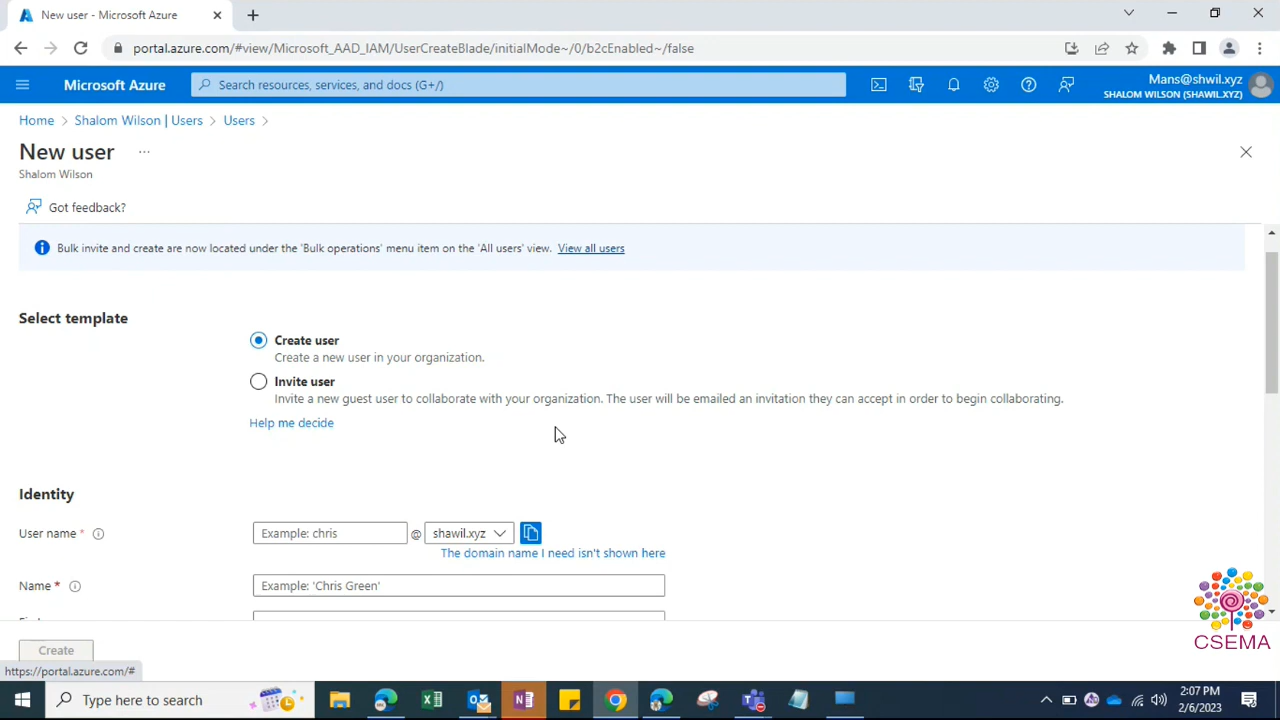 New user - Microsoft Azure
portal.azure.com/#view/Microsoft_AAD_IAM/UserCreateBlade/initialMode~/0/b2cEnabled~/false
Microsoft Azure
Search resources, services, and docs (G+/)
Mans@shwil.xyz
SHALOM WILSON (SHAWIL.XYZ)
Home > Shalom Wilson | Users > Users >
New user ...
Shalom Wilson
Got feedback?
Bulk invite and create are now located under the 'Bulk operations' menu item on the 'All users' view. View all users
Select template
Create user
Create a new user in your organization.
Invite user
Invite a new guest user to collaborate with your organization. The user will be emailed an invitation they can accept in order to begin collaborating.
Help me decide
Identity
User name * Example: chris @ shawil.xyz
The domain name I need isn't shown here
Name * Example: 'Chris Green'
CSEMA
Create
https://portal.azure.com/#
Type here to search
2:07 PM
2/6/2023